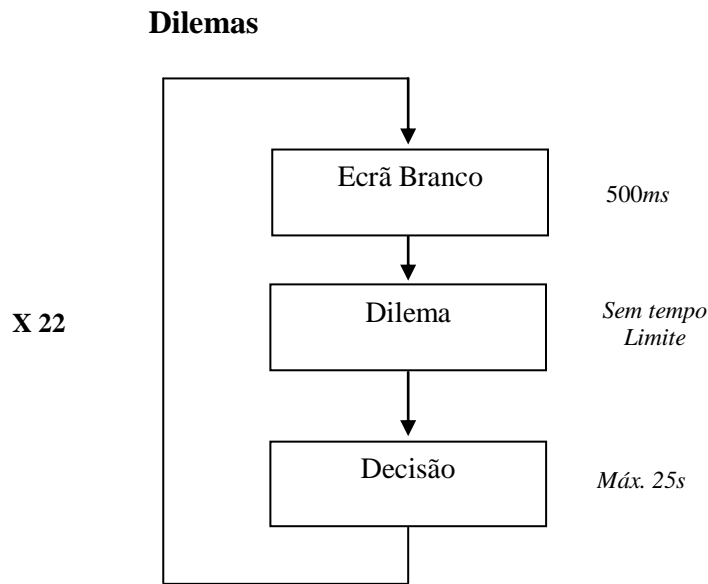 Dilemas
Ecrã Branco
500ms
X 22
Dilema
Sem tempo
Limite
Decisão
Máx. 25s